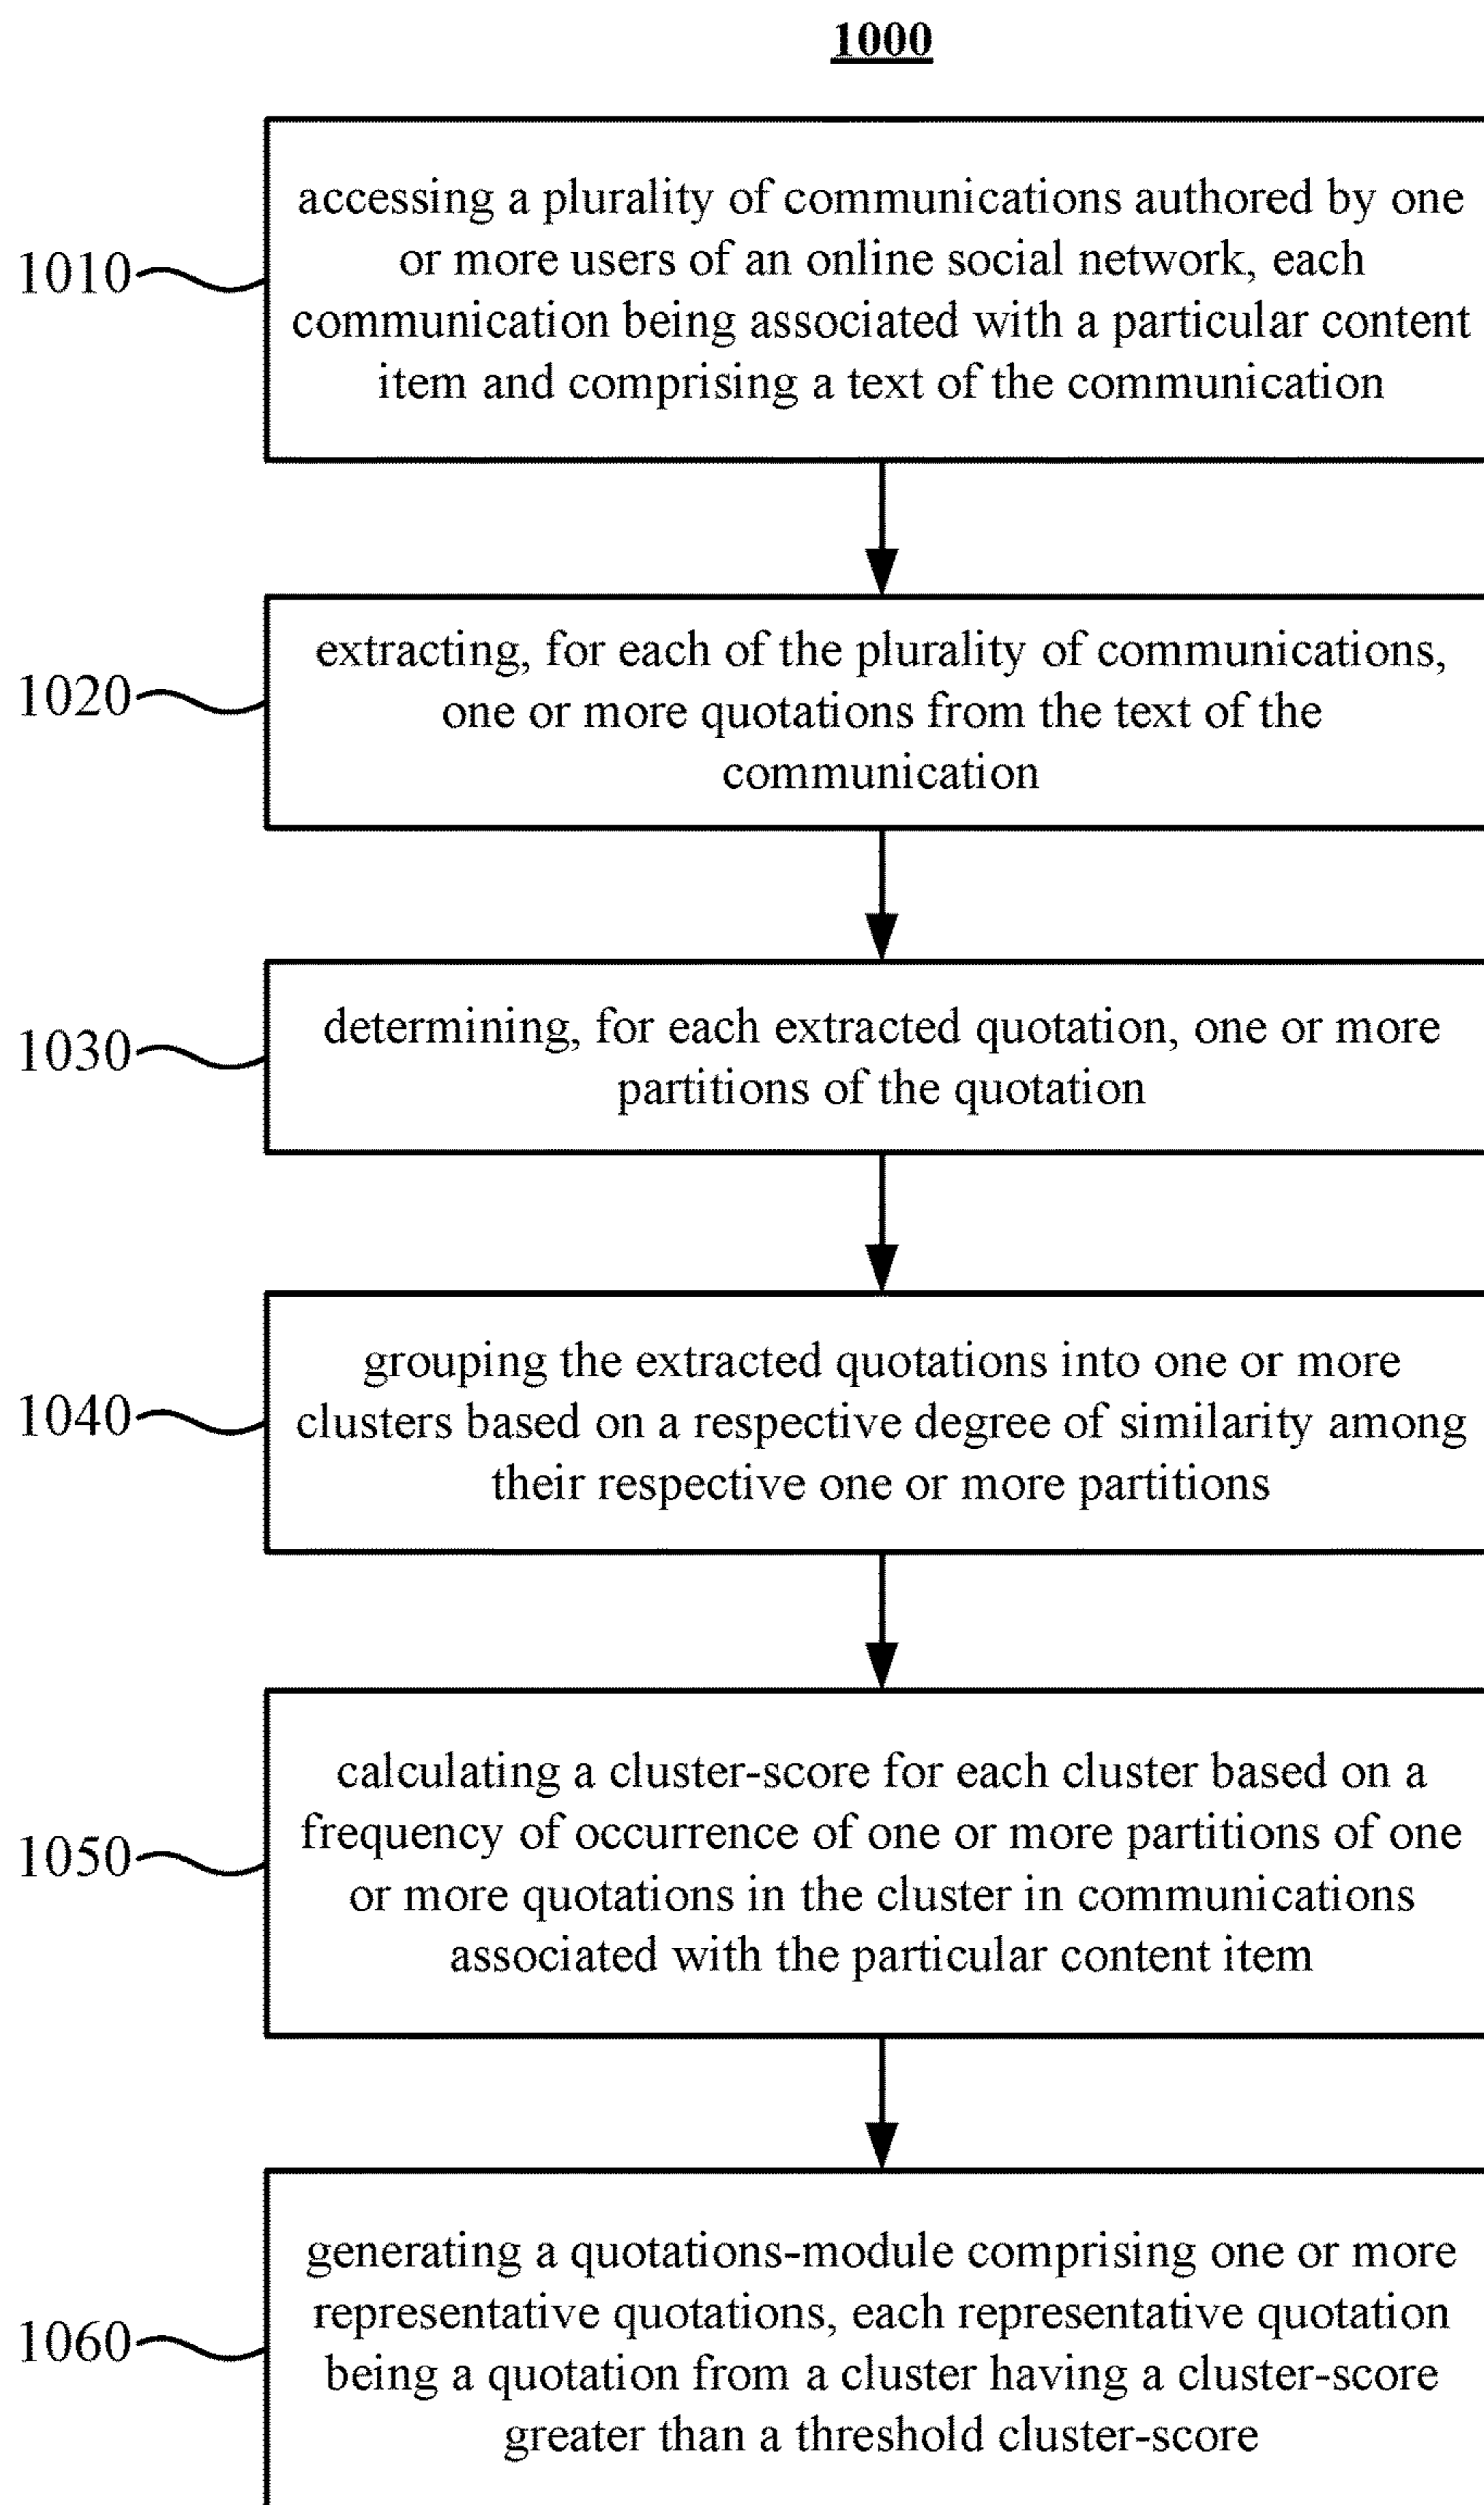 1000
accessing a plurality of communications authored by one
or more users of an online social network, each
1010
communication being associated with a particular content
item and comprising a text of the communication
extracting, for each of the plurality of communications,
1020
one or more quotations from the text of the
communication
determining, for each extracted quotation, one or more
1030
partitions of the quotation
grouping the extracted quotations into one or more
1040
clusters based on a respective degree of similarity among
their respective one or more partitions
calculating a cluster-score for each cluster based on a
frequency of occurrence of one or more partitions of one
1050
or more quotations in the cluster in communications
associated with the particular content item
generating a quotations-module comprising one or more
representative quotations, each representative quotation
1060
being a quotation from a cluster having a cluster-score
greater than a threshold cluster-score